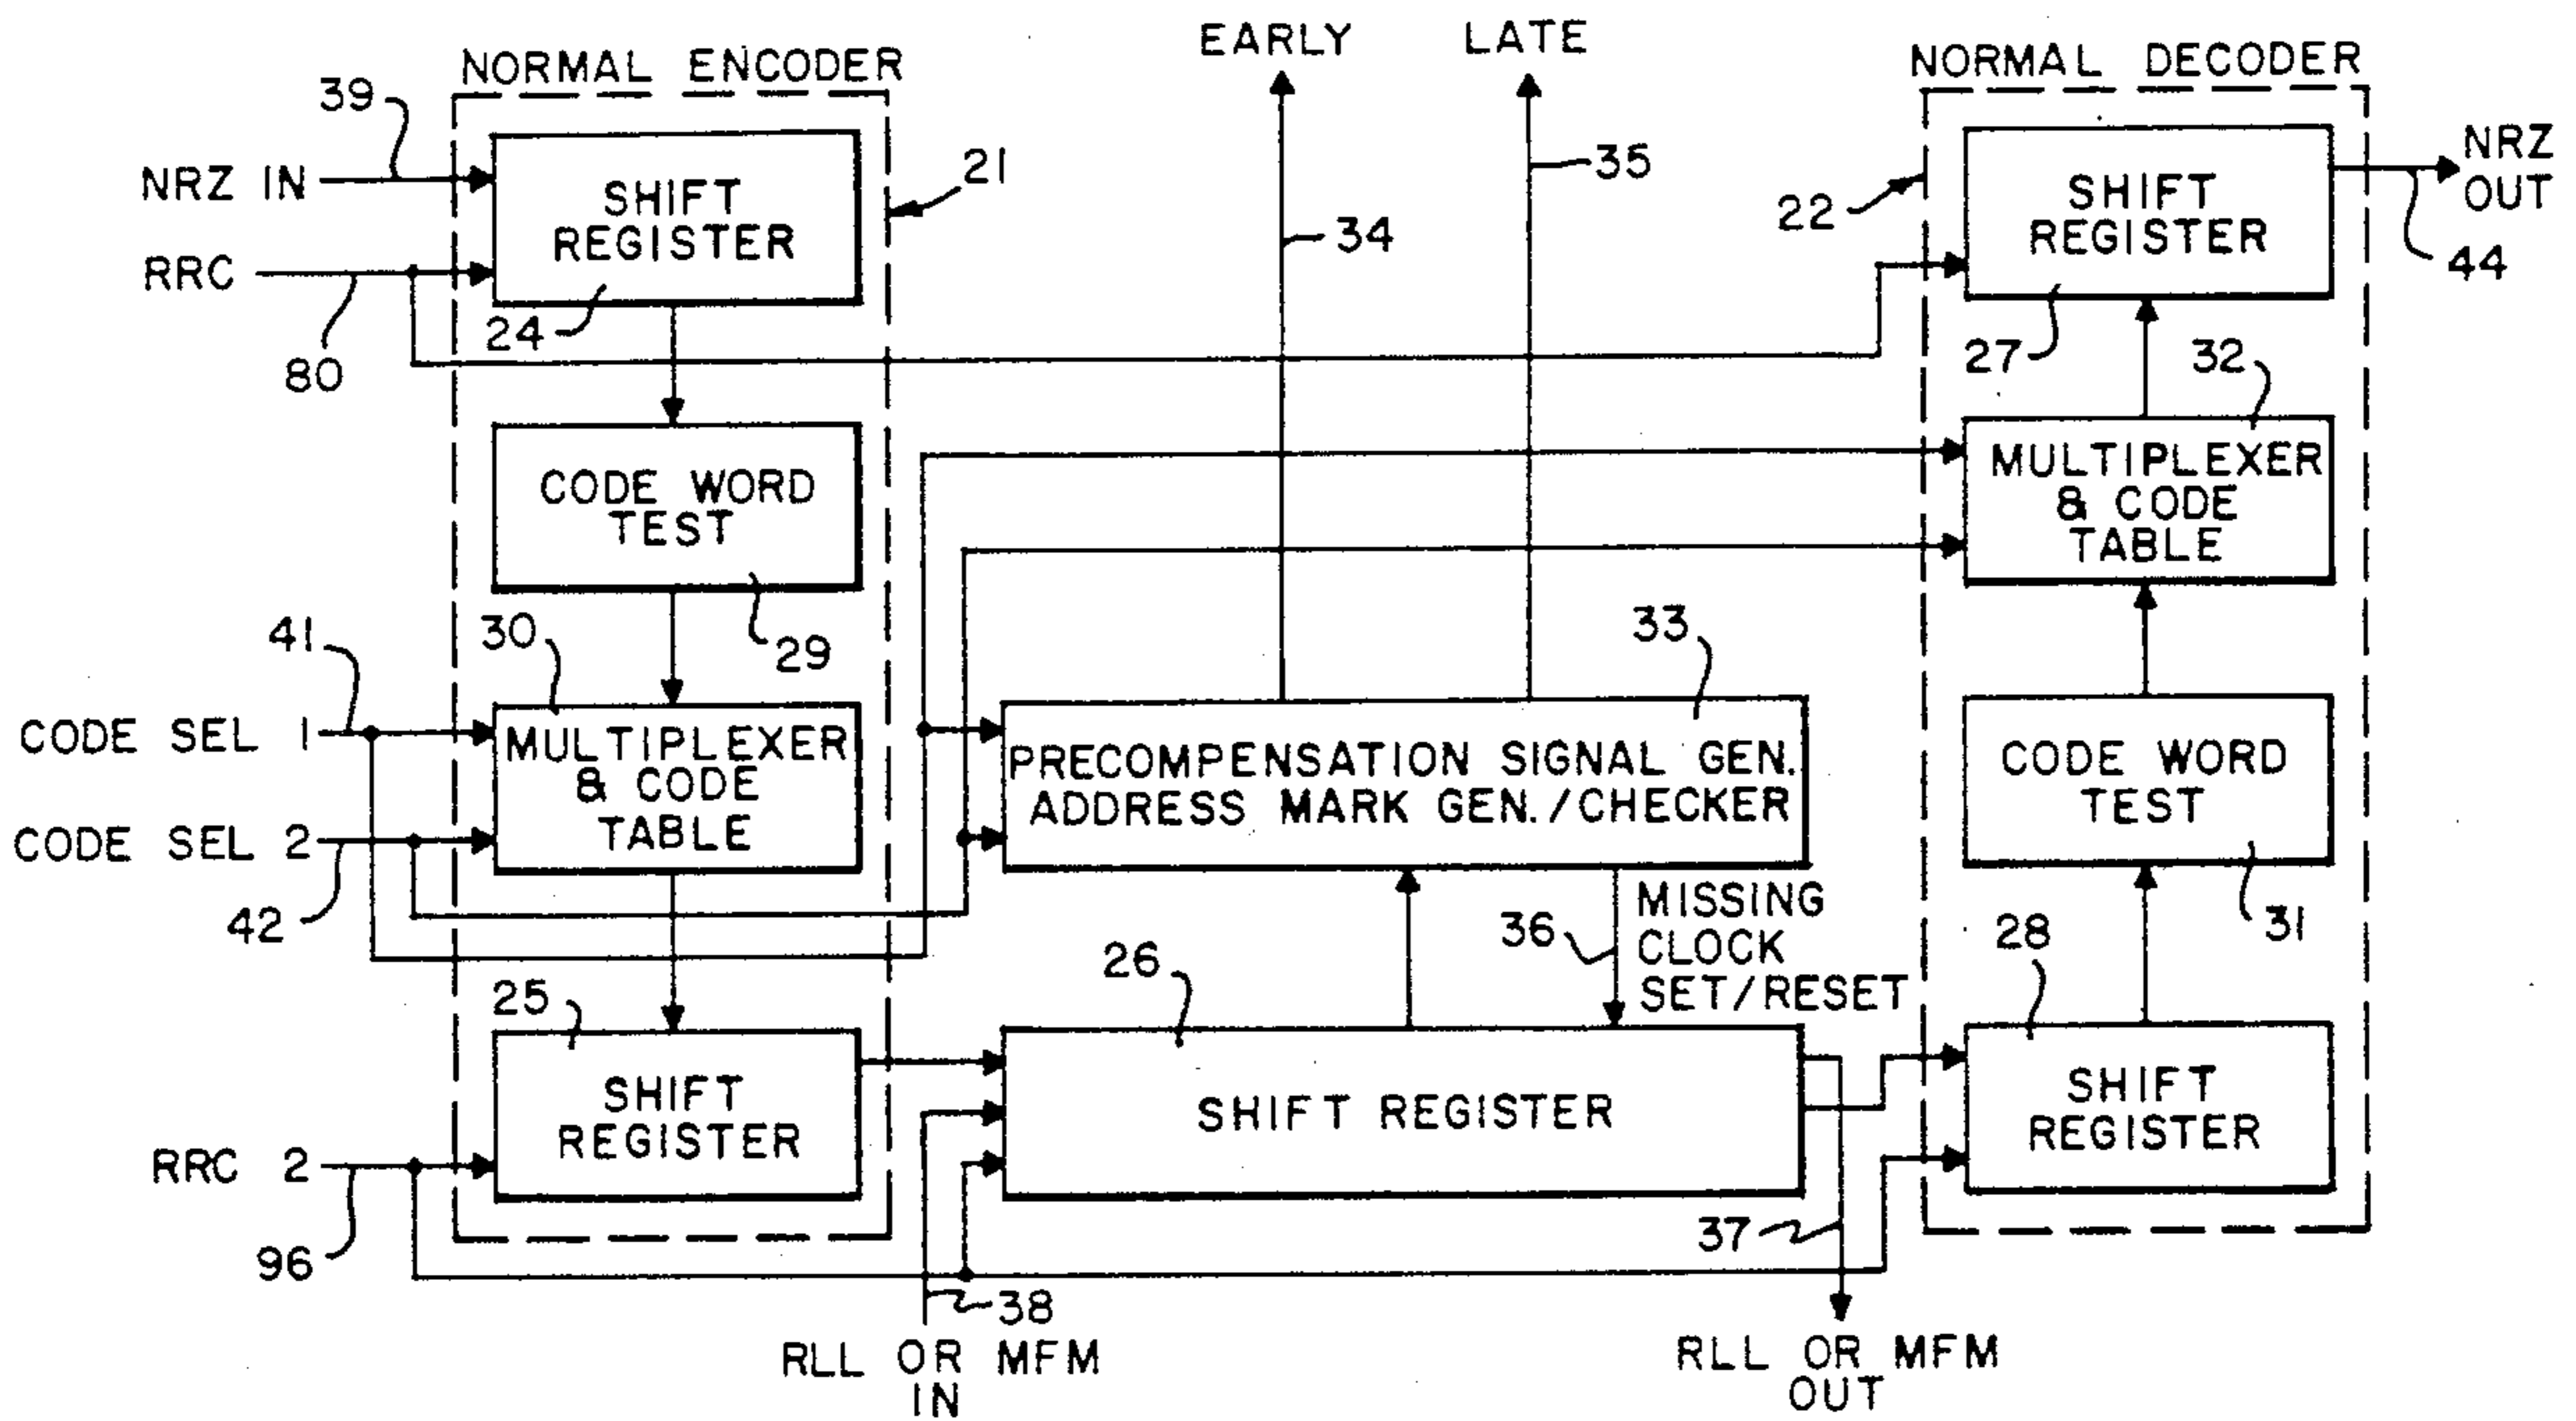 EARLY
LATE
NORMAL ENCODER
NORMAL DECODER
39
NRZ IN
SHIFT
REGISTER
21
RRC
24
80
34
35
22
SHIFT
REGISTER
NRZ
OUT
44
27
32
CODE WORD
TEST
29
MULTIPLEXER
& CODE
TABLE
41
30
33
CODE SEL 1
MULTIPLEXER
& CODE
TABLE
CODE SEL 2
42
PRECOMPENSATION SIGNAL GEN.
ADDRESS MARK GEN./CHECKER
CODE WORD
TEST
31
36
MISSING
CLOCK
SET/RESET
25
26
28
SHIFT
REGISTER
SHIFT REGISTER
SHIFT
REGISTER
RRC 2
96
38
37
RLL OR MFM
IN
RLL OR MFM
OUT